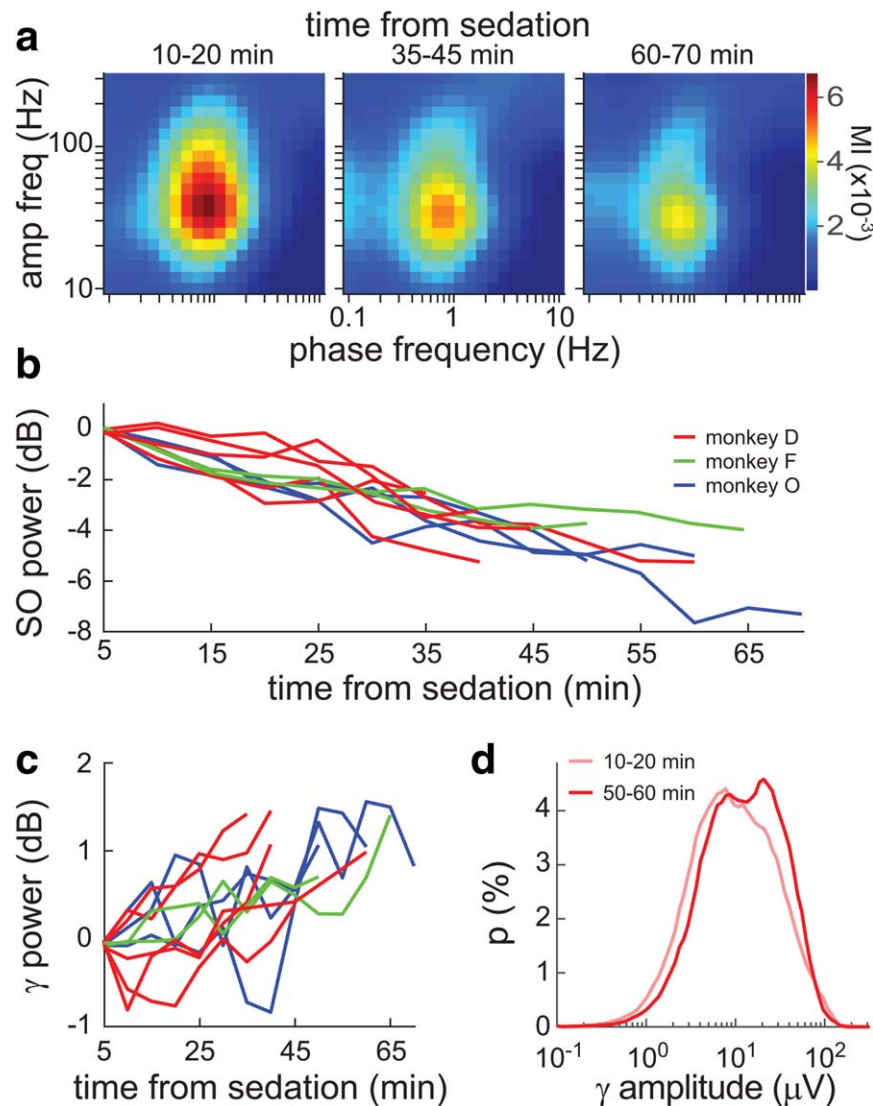 a
time from sedation
10-20 min 35-45 min 60-70 min
amp freq (Hz)
100
10
0.1 1 10
phase frequency (Hz)
6
4
2
MI (x10-3)
b
SO power (dB)
0
-2
-4
-6
-8
monkey D
monkey F
monkey O
5 15 25 35 45 55 65
time from sedation (min)
c
γ power (dB)
2
1
0
-1
5 25 45 65
time from sedation (min)
d
10-20 min
50-60 min
p (%)
4
3
2
1
0
10-1 100 101 102
γ amplitude (μV)